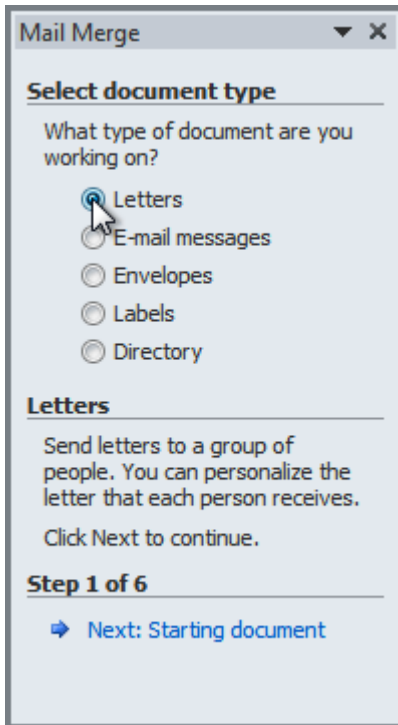 Mail Merge
Select document type
What type of document are you
working on?
Letters
E-mail messages
Envelopes
Labels
Directory
Letters
Send letters to a group of
people. You can personalize the
letter that each person receives.
Click Next to continue.
Step 1 of 6
Next: Starting document